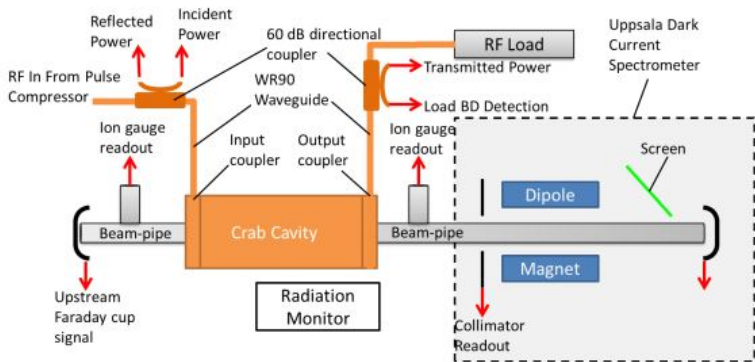 Reflected
Power
Incident
Power
60 dB directional
coupler
RF Load
Uppsala Dark
Current
Spectrometer
RF In From Pulse
Compressor
WR90
Waveguide
Transmitted Power
Load BD Detection
Ion gauge
readout
Input
coupler
Output
coupler
Ion gauge
readout
Screen
Dipole
Beam-pipe
Crab Cavity
Beam-pipe
Magnet
Upstream
Faraday cup
signal
Radiation
Monitor
Collimator
Readout